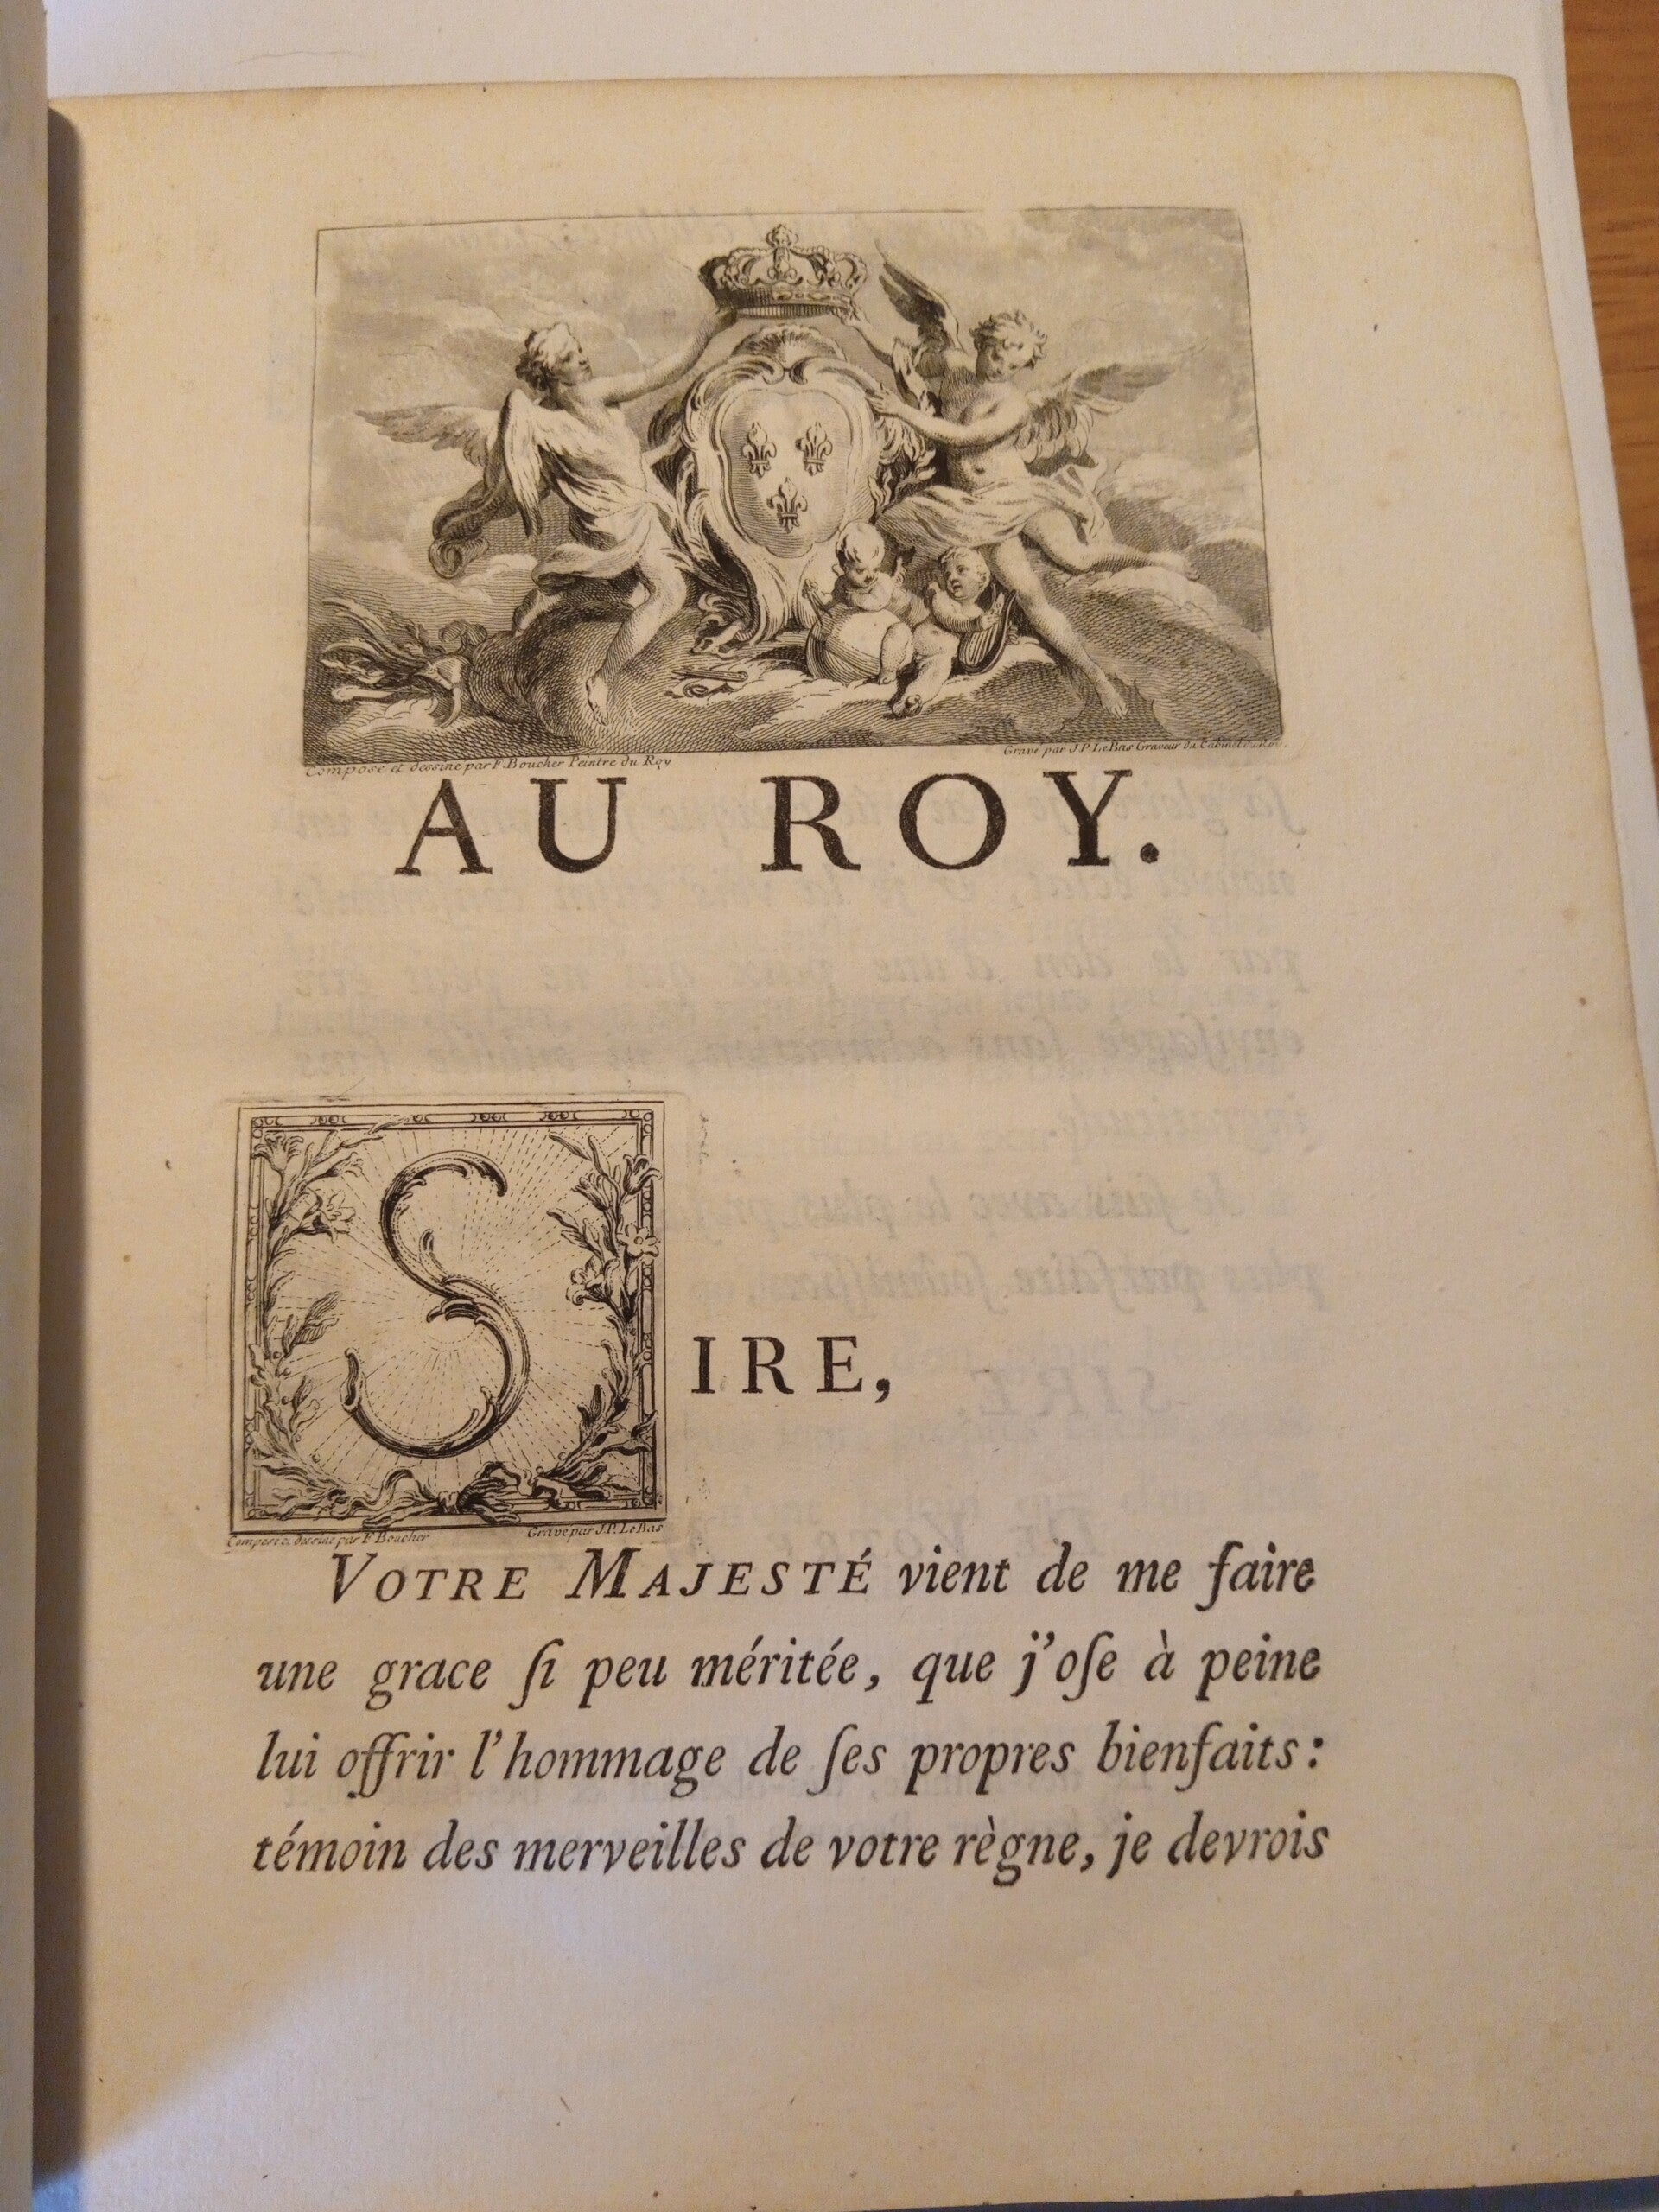 Composé et dessiné par F. Boucher Peintre du Roy
Gravé par J.P. Le Bas Graveur du Cabinet du Roy.
AU ROY.
SIRE,
Composé & dessiné par F. Boucher
Gravé par J.P. Le Bas
VOTRE MAJESTÉ vient de me faire
une grace ſi peu méritée, que j'oſe à peine
lui offrir l'hommage de ſes propres bienfaits:
témoin des merveilles de votre règne, je devrois